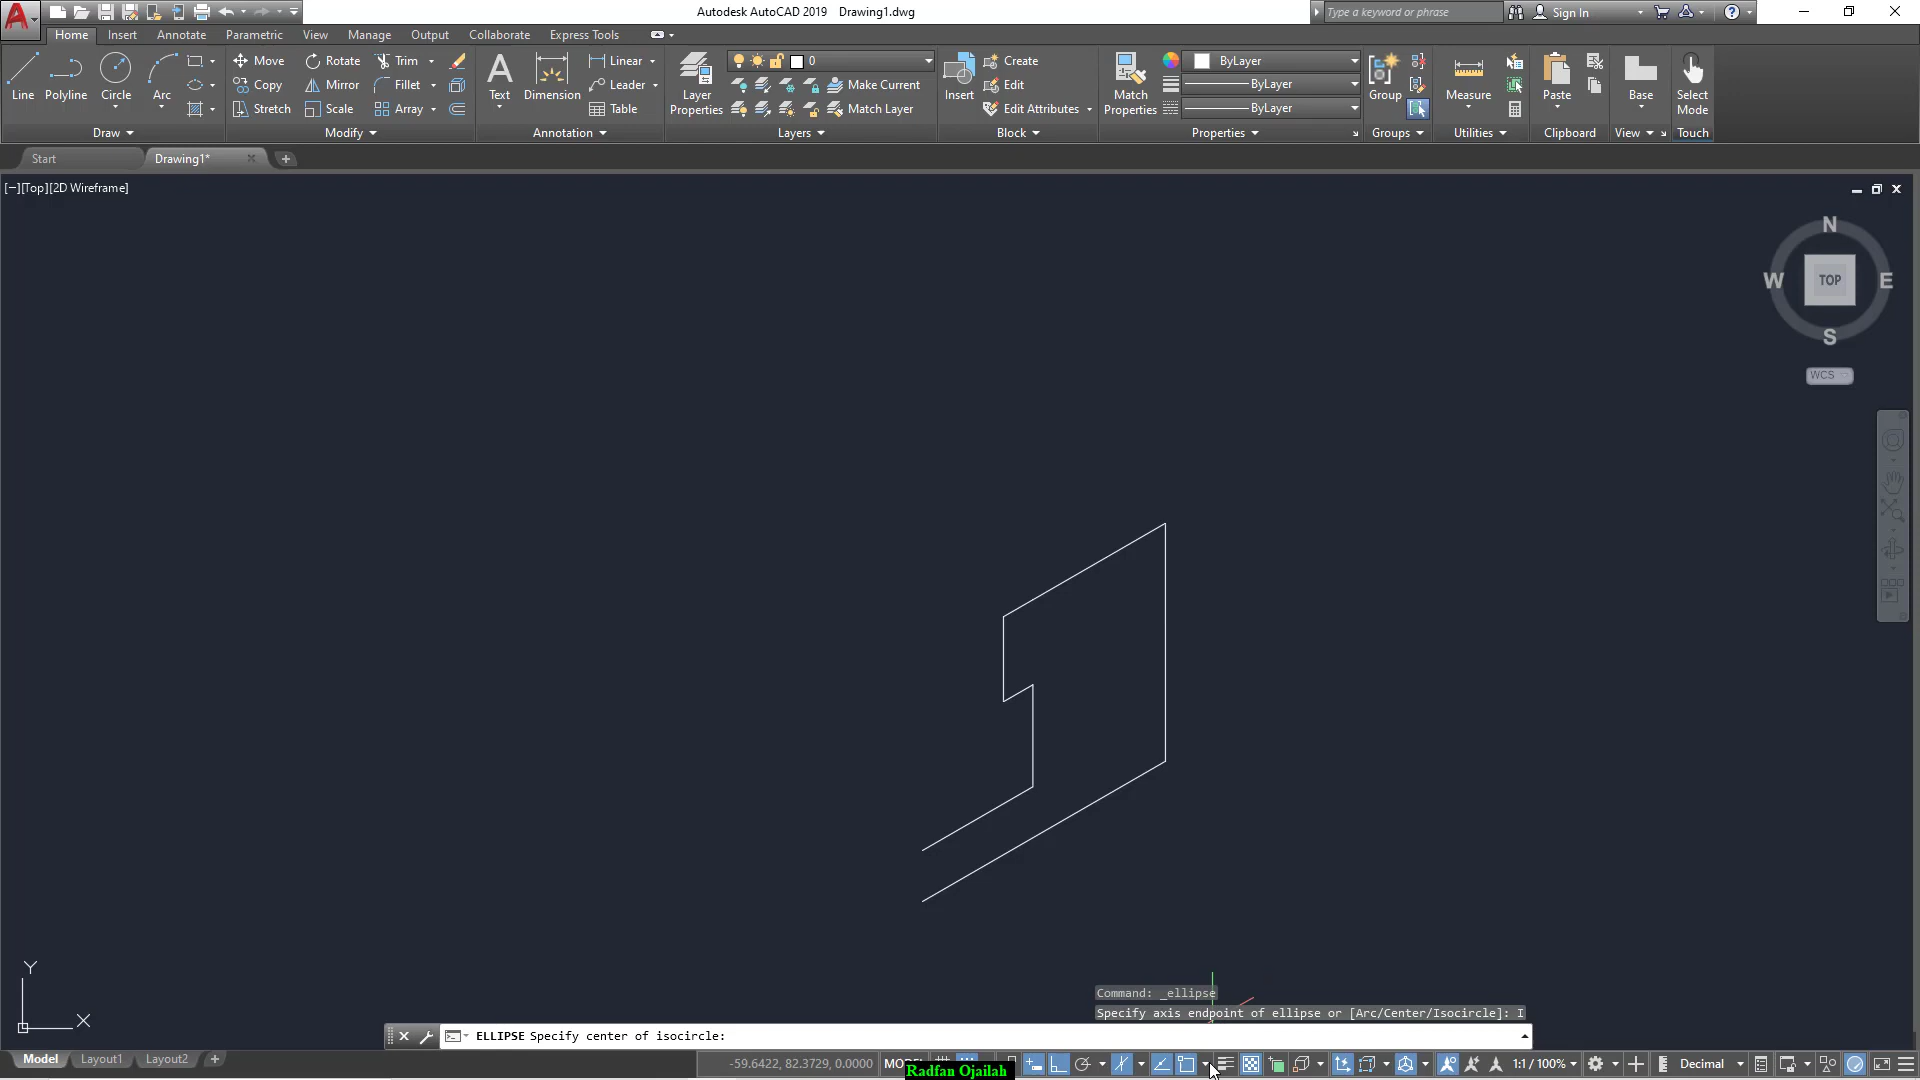 Autodesk AutoCAD 2019 Drawing1.dwg
Type a keyword or phrase
Sign In
Home Insert Annotate Parametric View Manage Output Collaborate Express Tools
Line
Polyline
Circle
Arc
Draw
Move
Rotate
Trim
Copy
Mirror
Fillet
Stretch
Scale
Array
Modify
Text
Dimension
Linear
Leader
Table
Annotation
Layer
Properties
0
Make Current
Match Layer
Layers
Insert
Create
Edit
Edit Attributes
Block
Match
Properties
ByLayer
ByLayer
ByLayer
Properties
Group
Groups
Measure
Utilities
Paste
Clipboard
Base
View
Select
Mode
Touch
Start
Drawing1*
[−][Top][2D Wireframe]
N
W
TOP
E
S
WCS
Y
X
Command: _ellipse
Specify axis endpoint of ellipse or [Arc/Center/Isocircle]: I
ELLIPSE Specify center of isocircle:
Model Layout1 Layout2
-59.6422, 82.3729, 0.0000
Radfan Ojailah
1:1 / 100%
Decimal